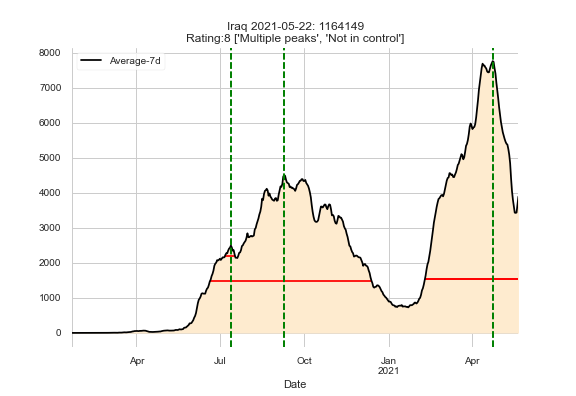 Iraq 2021-05-22: 1164149
Rating:8 ['Multiple peaks', 'Not in control']
Average-7d
8000
7000
6000
5000
4000
3000
2000
1000
0
Apr Jul Oct Jan Apr
2021
Date